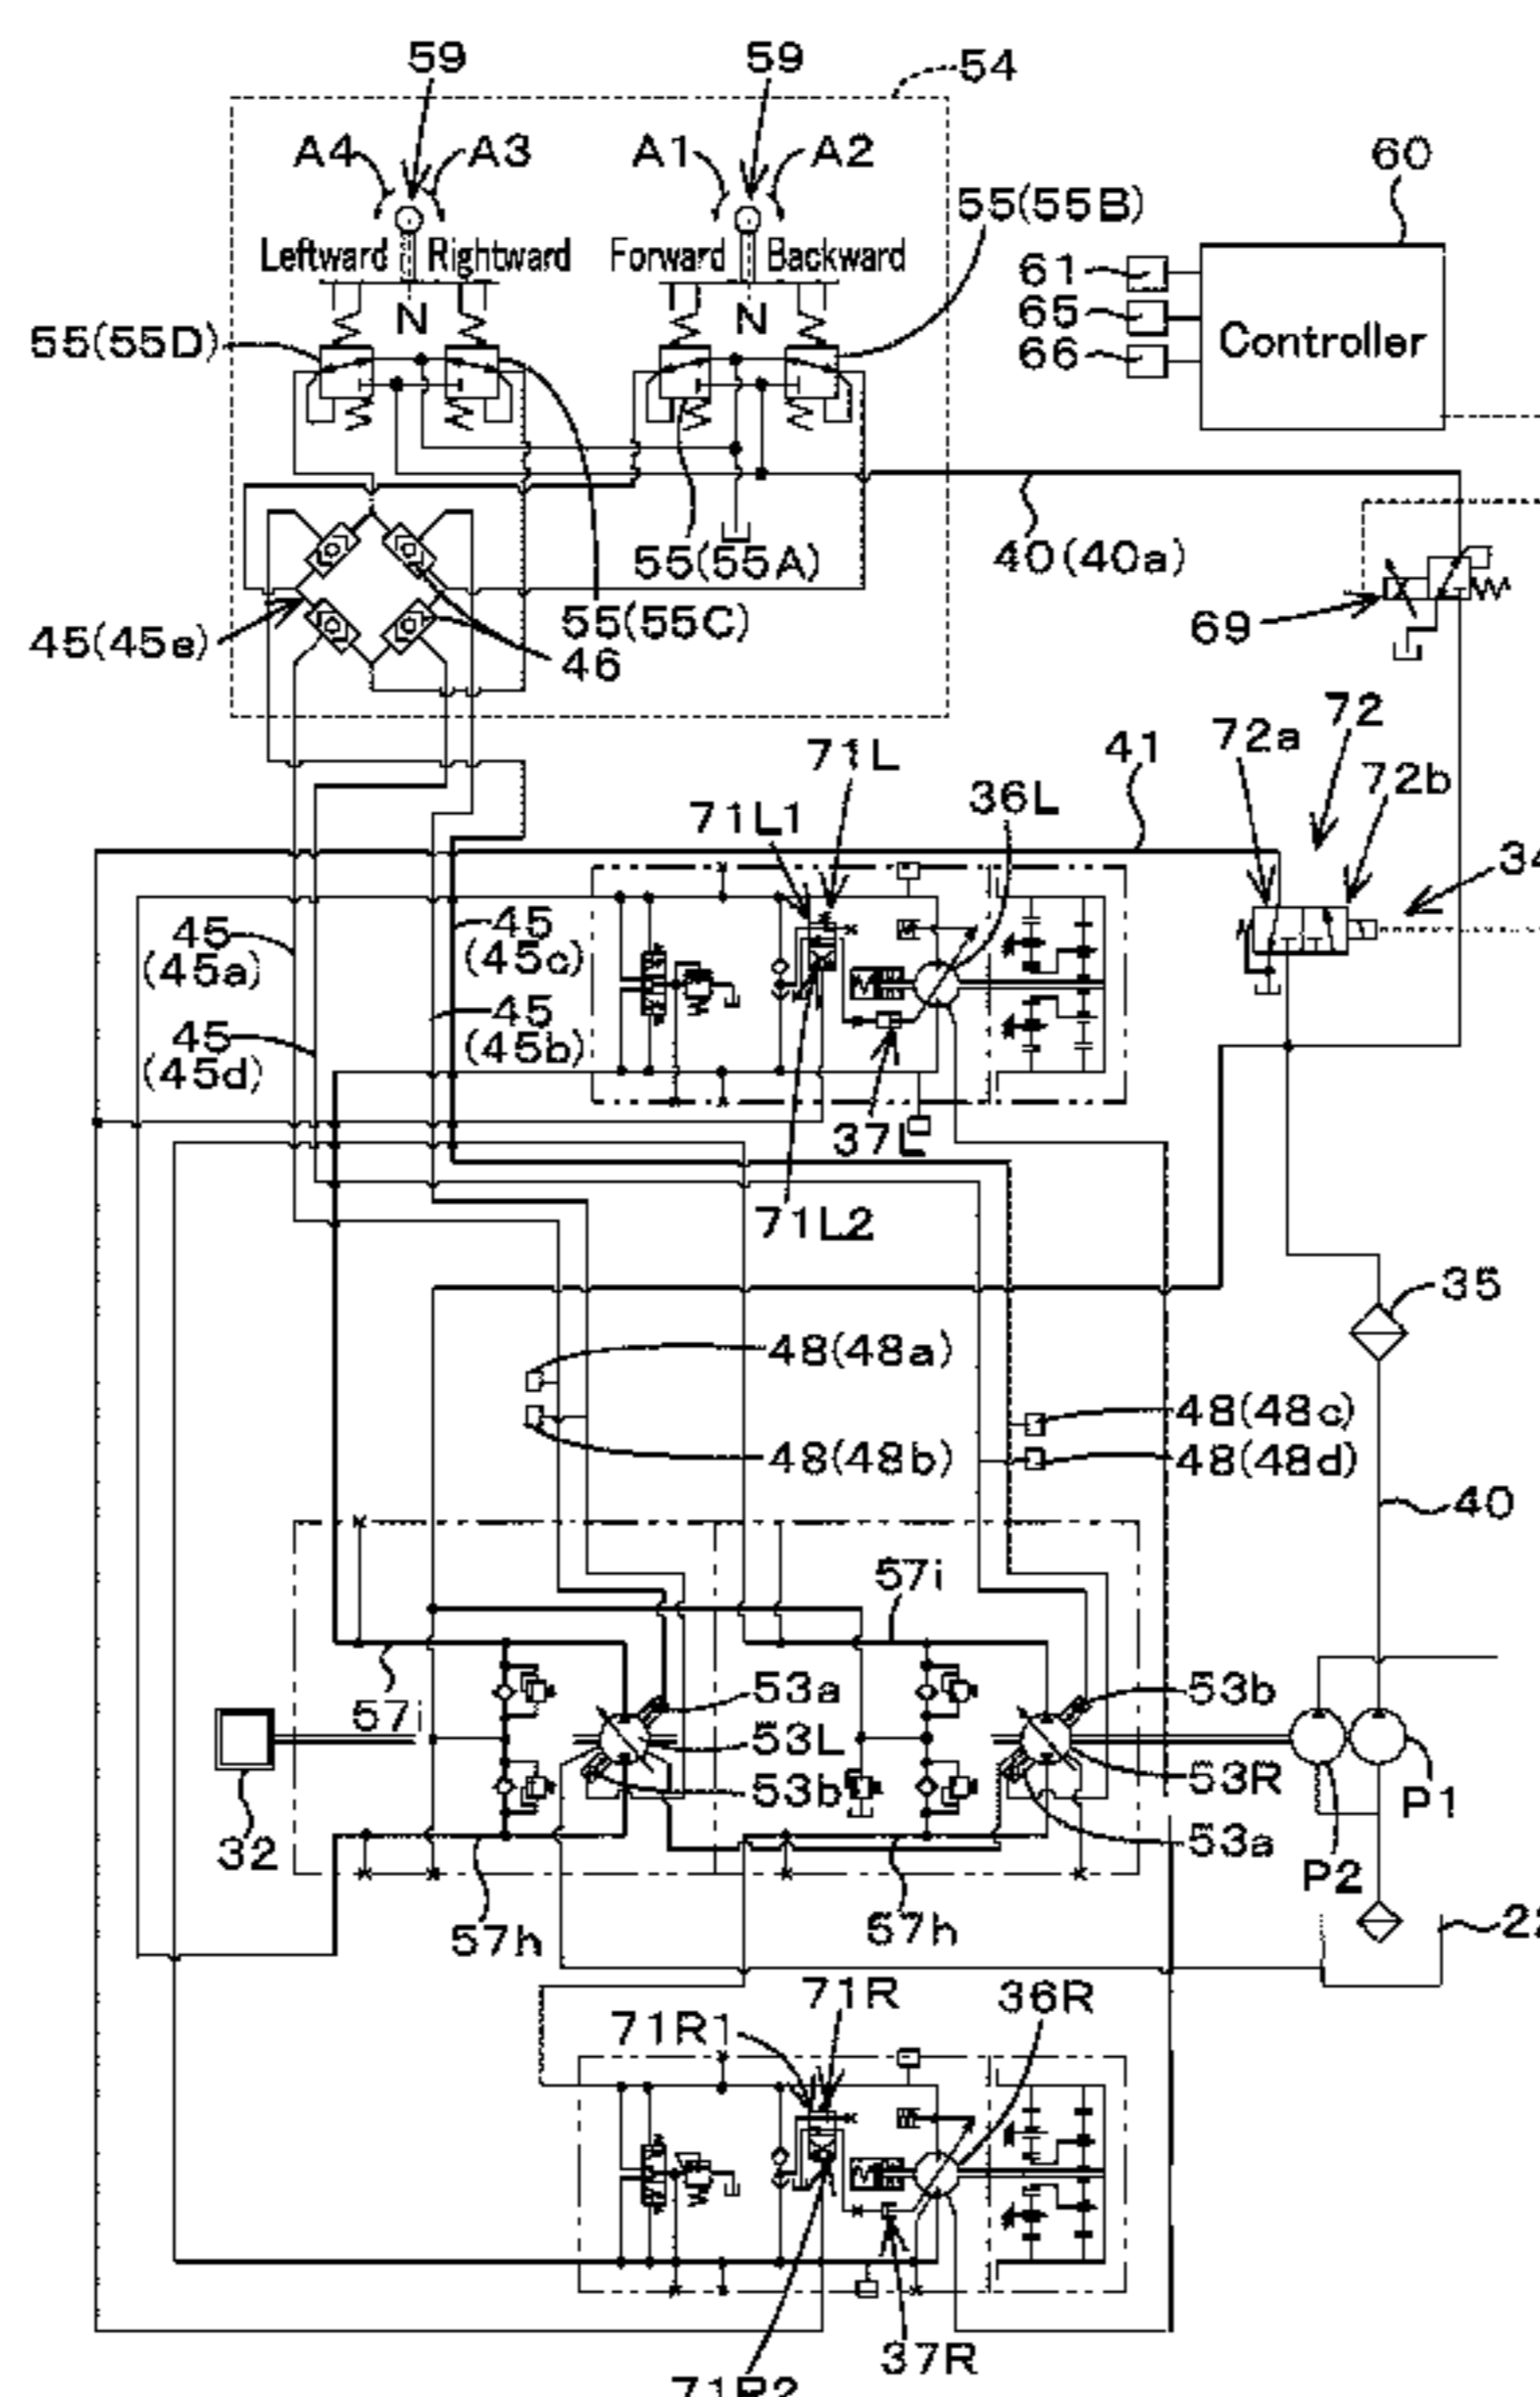 59
59
54
A4
A3
A1
A2
60
55(55B)
Leftward
Rightward
Forward
Backward
61
65
66
N
N
55(55D)
Controller
55(55A)
40(40a)
55(55C)
69
45(45e)
46
72
72a
71L
41
72b
36L
71L1
34
45
(45a)
45
(45c)
45
(45b)
45
(45d)
37L
71L2
35
48(48a)
48(48c)
48(48b)
48(48d)
40
57i
53a
53b
57i
53L
53R
53b
P1
32
53a
P2
57h
57h
22
71R
36R
71R1
37R
71R2